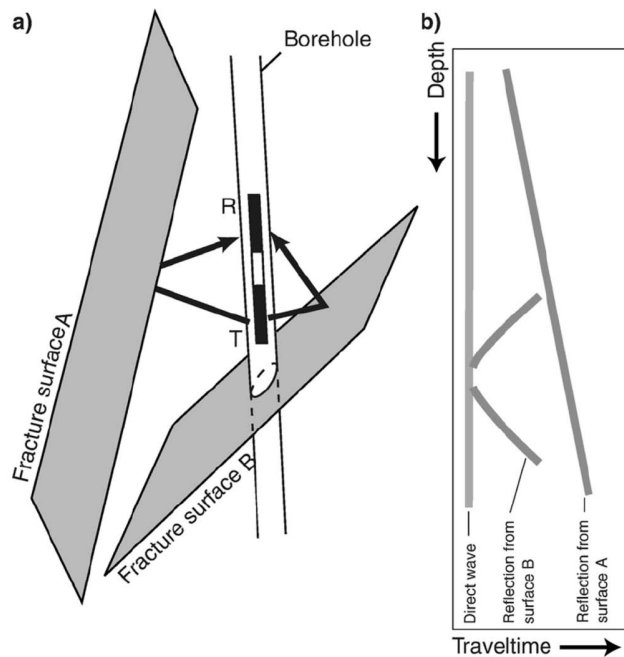 a)
Borehole
R
T
Fracture surface A
Fracture surface B
b)
Depth
Direct wave
Reflection from
surface B
Reflection from
surface A
Traveltime